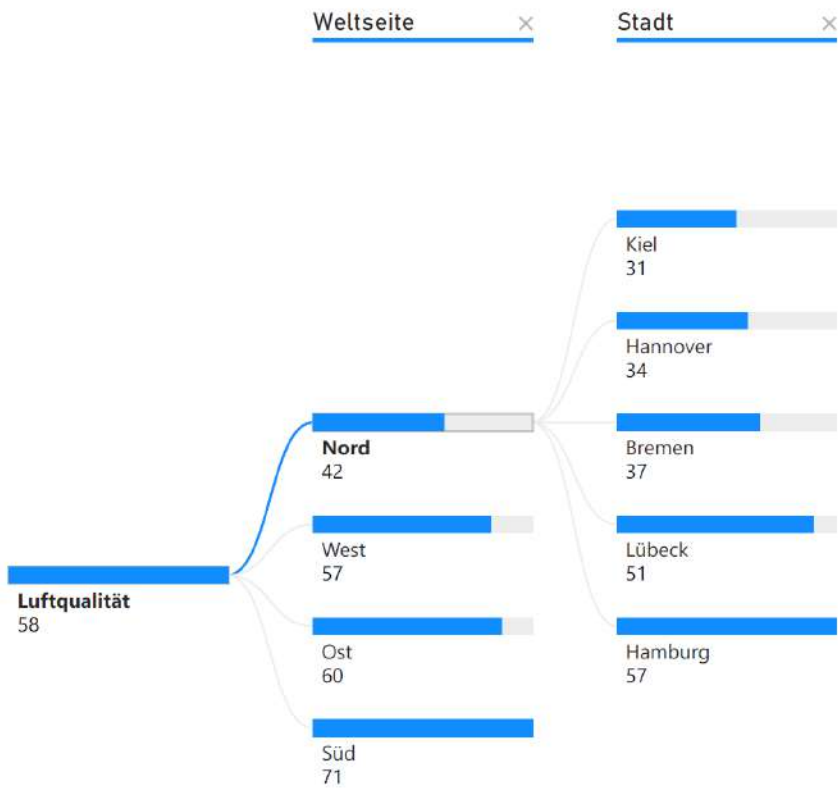 Weltseite ×
Stadt ×
Luftqualität
58
Nord
42
West
57
Ost
60
Süd
71
Kiel
31
Hannover
34
Bremen
37
Lübeck
51
Hamburg
57